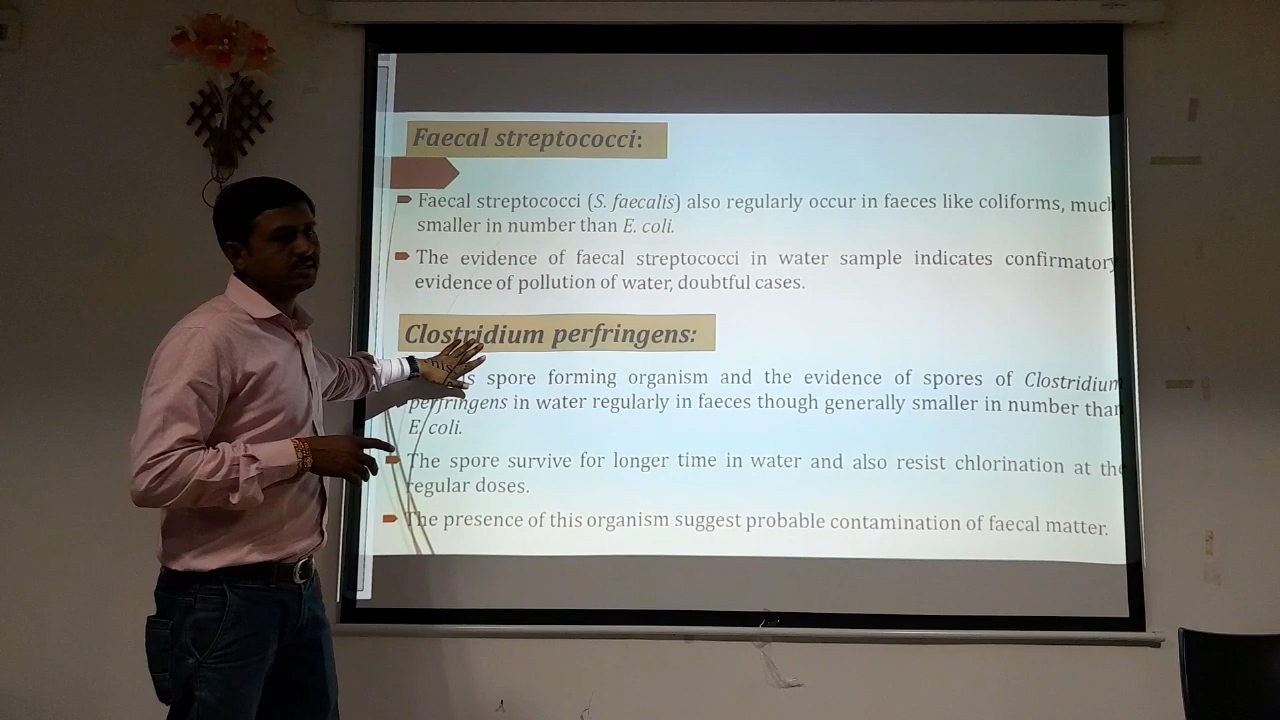 Faecal streptococci:
Faecal streptococci (S. faecalis) also regularly occur in faeces like coliforms, much
smaller in number than E. coli.
The evidence of faecal streptococci in water sample indicates confirmatory
evidence of pollution of water, doubtful cases.
Clostridium perfringens:
This is spore forming organism and the evidence of spores of Clostridium
perfringens in water regularly in faeces though generally smaller in number than
E coli.
The spore survive for longer time in water and also resist chlorination at the
regular doses.
The presence of this organism suggest probable contamination of faecal matter.